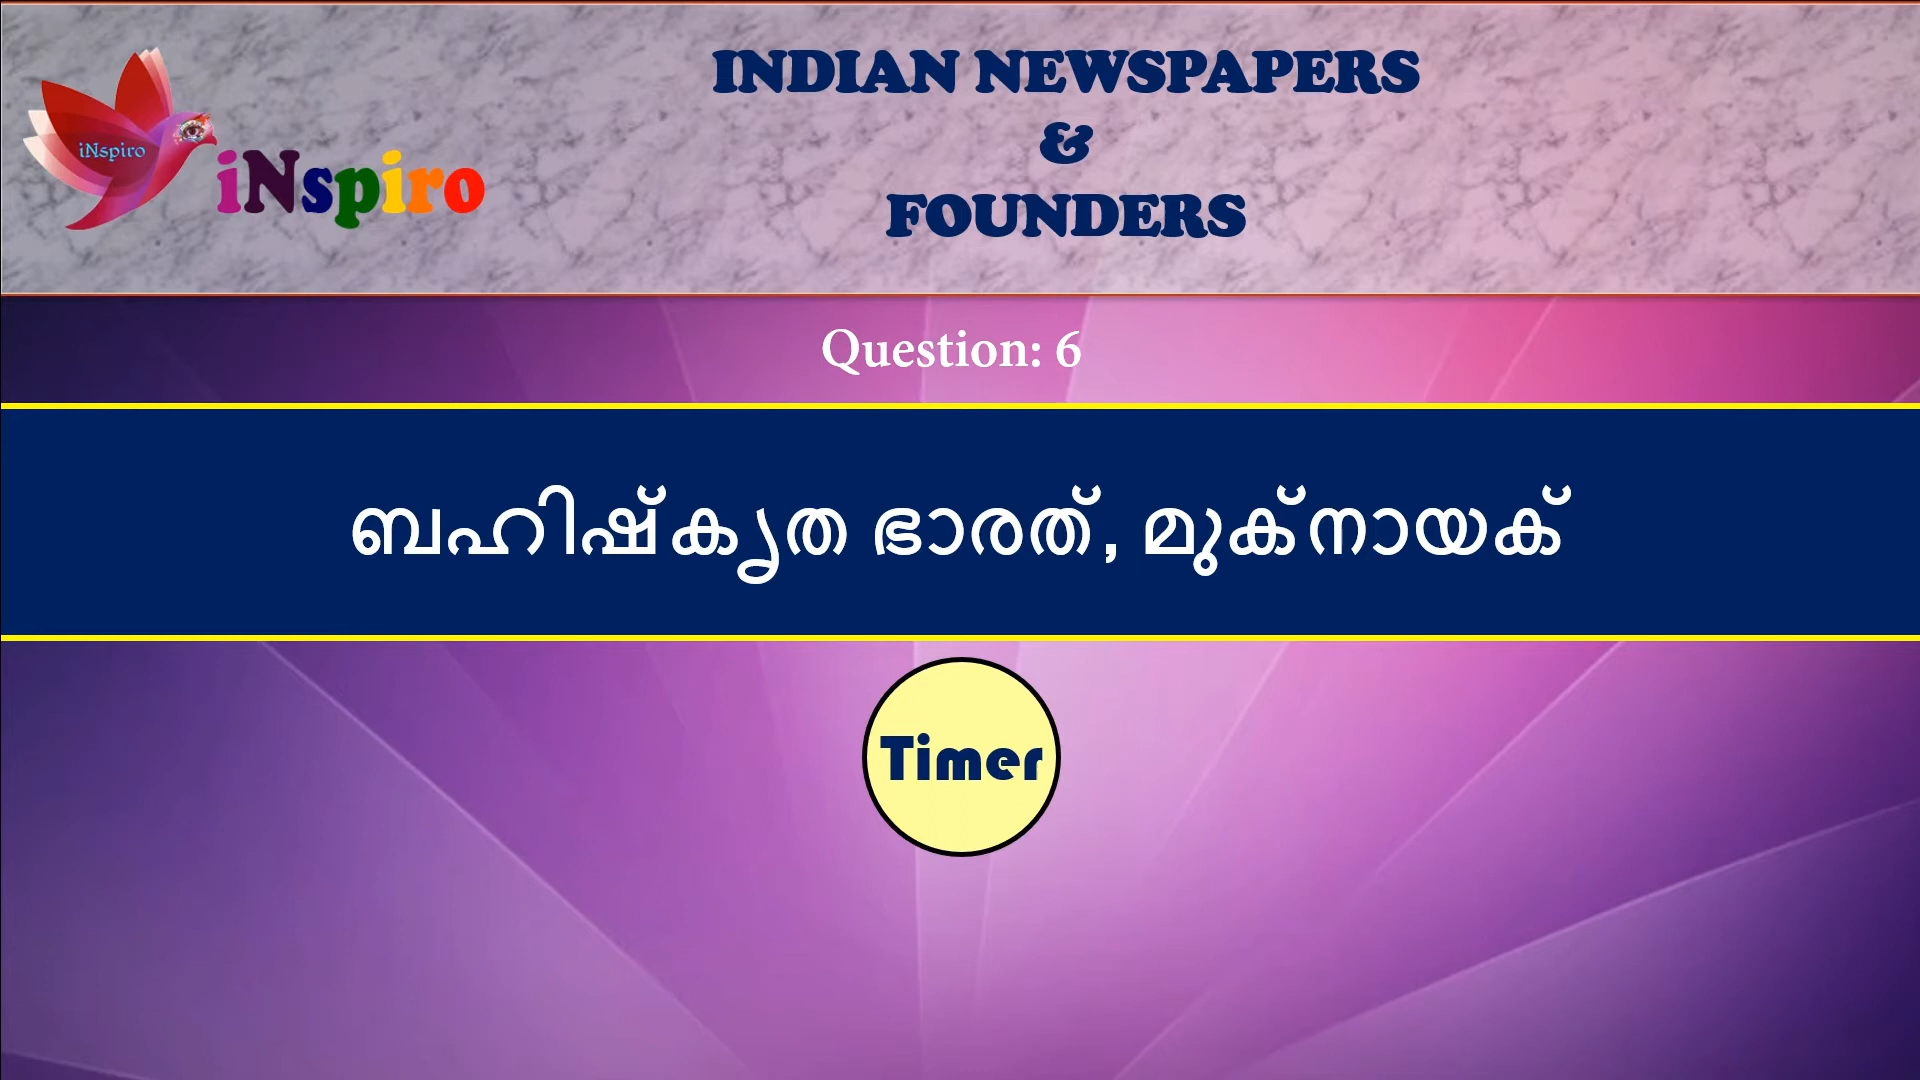 INDIAN NEWSPAPERS
&
FOUNDERS
iNspiro
iNspiro
Question: 6
ബഹിഷ്കൃത ഭാരത്, മുക്നായക്
Timer